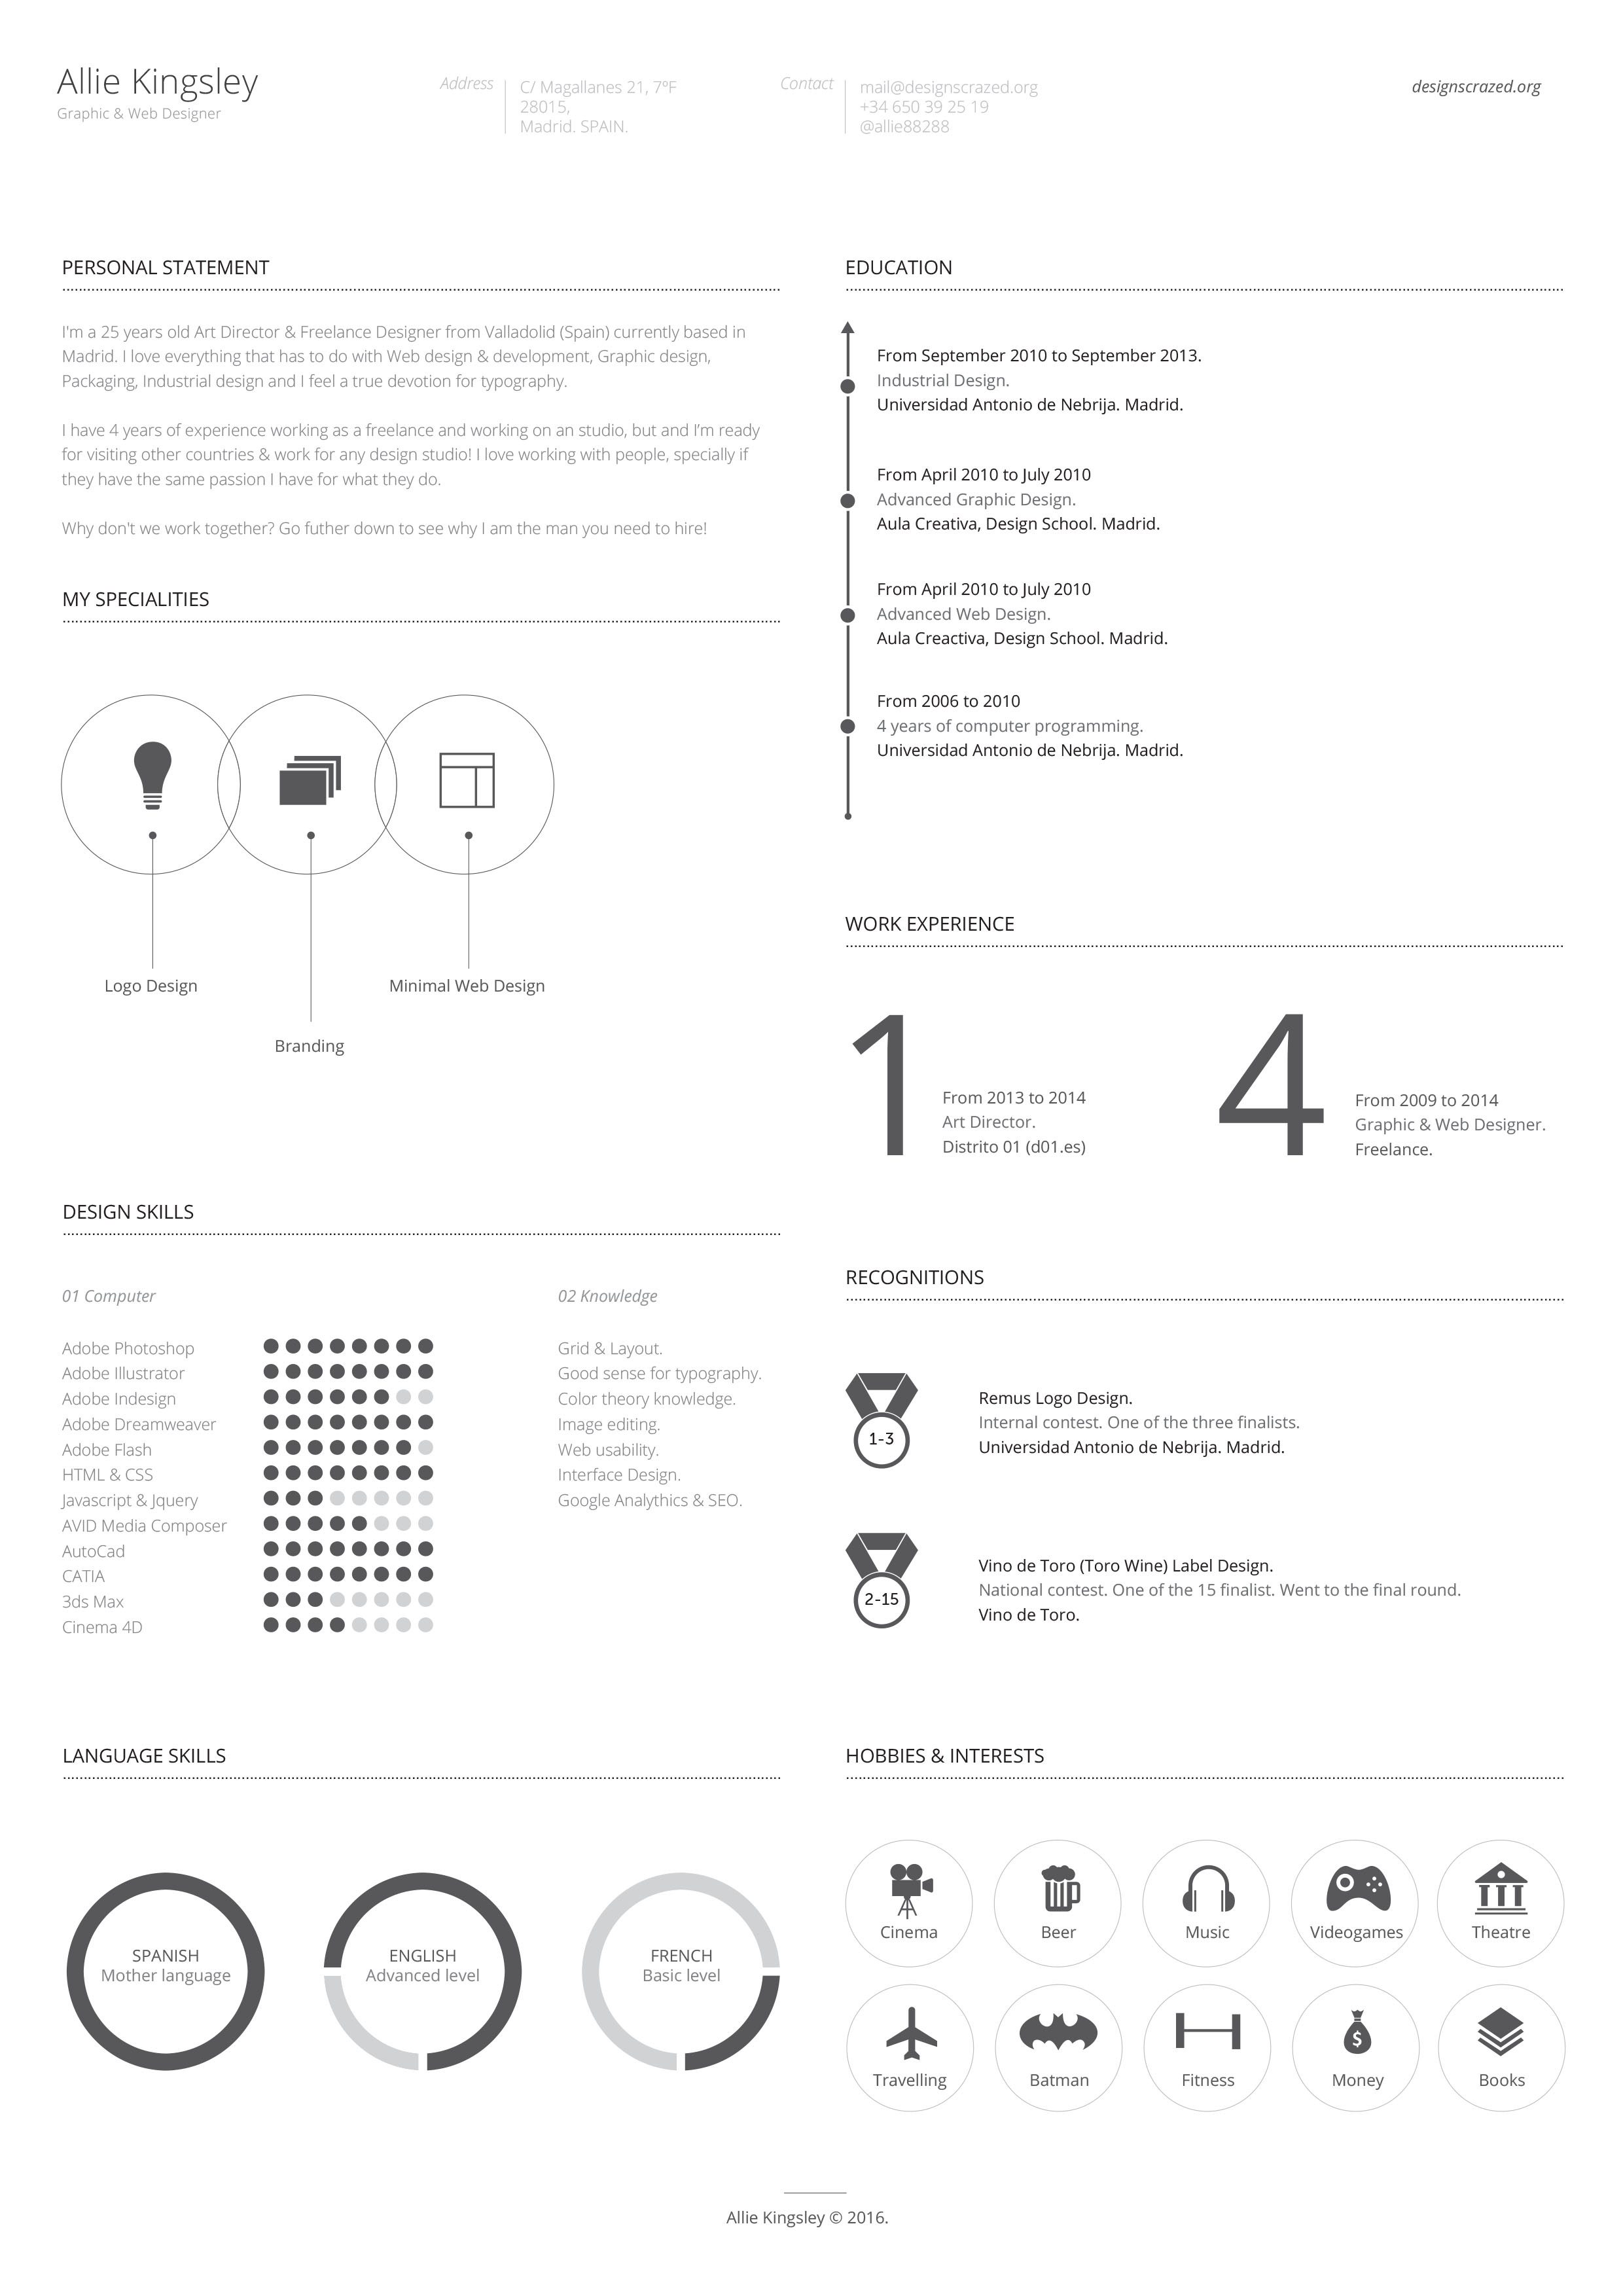 Allie Kingsley
Graphic & Web Designer
Address
C/ Magallanes 21, 7ºF
28015,
Madrid. SPAIN.
Contact
mail@designscrazed.org
+34 650 39 25 19
@allie88288
designscrazed.org
PERSONAL STATEMENT
I'm a 25 years old Art Director & Freelance Designer from Valladolid (Spain) currently based in
Madrid. I love everything that has to do with Web design & development, Graphic design,
Packaging, Industrial design and I feel a true devotion for typography.
I have 4 years of experience working as a freelance and working on an studio, but and I’m ready
for visiting other countries & work for any design studio! I love working with people, specially if
they have the same passion I have for what they do.
Why don't we work together? Go futher down to see why I am the man you need to hire!
MY SPECIALITIES
Logo Design
Branding
Minimal Web Design
DESIGN SKILLS
01 Computer
Adobe Photoshop
Adobe Illustrator
Adobe Indesign
Adobe Dreamweaver
Adobe Flash
HTML & CSS
Javascript & Jquery
AVID Media Composer
AutoCad
CATIA
3ds Max
Cinema 4D
02 Knowledge
Grid & Layout.
Good sense for typography.
Color theory knowledge.
Image editing.
Web usability.
Interface Design.
Google Analythics & SEO.
LANGUAGE SKILLS
SPANISH
Mother language
ENGLISH
Advanced level
FRENCH
Basic level
EDUCATION
From September 2010 to September 2013.
Industrial Design.
Universidad Antonio de Nebrija. Madrid.
From April 2010 to July 2010
Advanced Graphic Design.
Aula Creativa, Design School. Madrid.
From April 2010 to July 2010
Advanced Web Design.
Aula Creactiva, Design School. Madrid.
From 2006 to 2010
4 years of computer programming.
Universidad Antonio de Nebrija. Madrid.
WORK EXPERIENCE
1
From 2013 to 2014
Art Director.
Distrito 01 (d01.es)
4
From 2009 to 2014
Graphic & Web Designer.
Freelance.
RECOGNITIONS
1-3
Remus Logo Design.
Internal contest. One of the three finalists.
Universidad Antonio de Nebrija. Madrid.
2-15
Vino de Toro (Toro Wine) Label Design.
National contest. One of the 15 finalist. Went to the final round.
Vino de Toro.
HOBBIES & INTERESTS
Cinema
Beer
Music
Videogames
Theatre
Travelling
Batman
Fitness
$
Money
Books
Allie Kingsley © 2016.